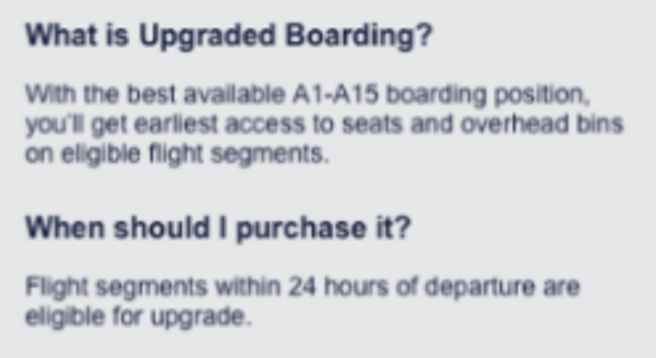 What is Upgraded Boarding?
With the best available A1-A15 boarding position,
you'll get earliest access to seats and overhead bins
on eligible flight segments.
When should I purchase it?
Flight segments within 24 hours of departure are
eligible for upgrade.